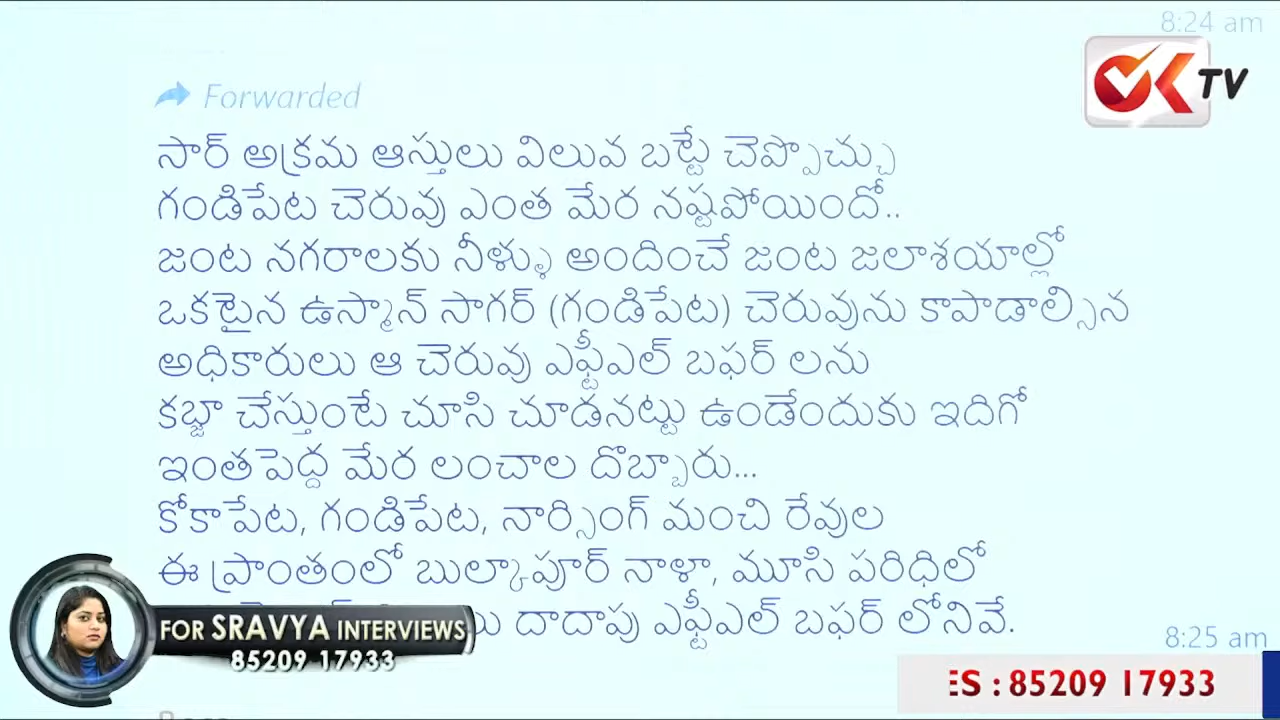 8:24 am
OK TV
Forwarded
సార్ అక్రమ ఆస్తులు విలువ బట్టే చెప్పొచ్చు
గండిపేట చెరువు ఎంత మేర నష్టపోయిందో..
జంట నగరాలకు నీళ్ళు అందించే జంట జలాశయాల్లో
ఒకటైన ఉస్మాన్ సాగర్ (గండిపేట) చెరువును కాపాడాల్సిన
అధికారులు ఆ చెరువు ఎఫ్టీఎల్ బఫర్ లను
కబ్జా చేస్తుంటే చూసి చూడనట్టు ఉండేందుకు ఇదిగో
ఇంతపెద్ద మేర లంచాల దొబ్బారు...
కోకాపేట, గండిపేట, నార్సింగ్ మంచి రేవుల
ఈ ప్రాంతంలో బుల్కాపూర్ నాళా, మూసి పరిధిలో
దాదాపు ఎఫ్టీఎల్ బఫర్ లోనివే.
8:25 am
FOR SRAVYA INTERVIEWS
85209 17933
ES : 85209 17933